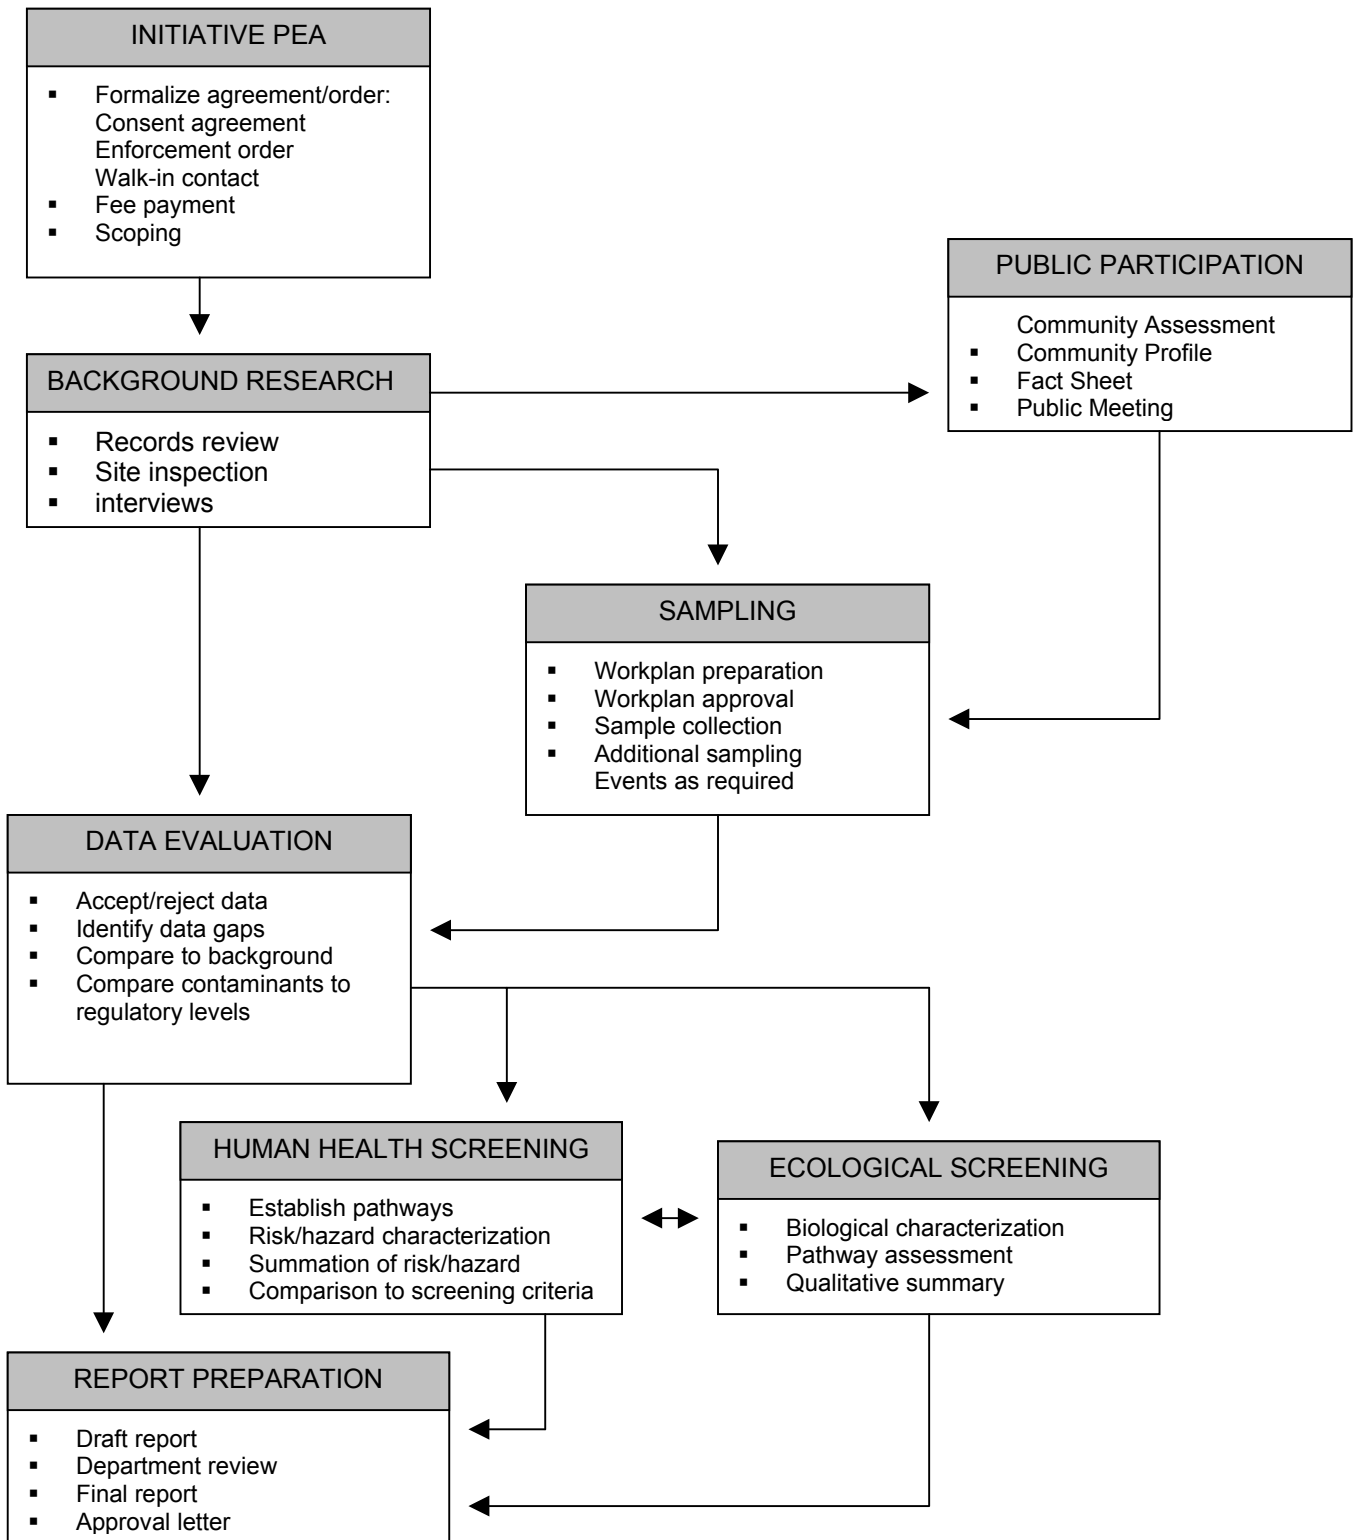 INITIATIVE PEA
▪ Formalize agreement/order:
Consent agreement
Enforcement order
Walk-in contact
▪ Fee payment
▪ Scoping
PUBLIC PARTICIPATION
Community Assessment
▪ Community Profile
▪ Fact Sheet
▪ Public Meeting
BACKGROUND RESEARCH
▪ Records review
▪ Site inspection
▪ interviews
SAMPLING
▪ Workplan preparation
▪ Workplan approval
▪ Sample collection
▪ Additional sampling
Events as required
DATA EVALUATION
▪ Accept/reject data
▪ Identify data gaps
▪ Compare to background
▪ Compare contaminants to
regulatory levels
HUMAN HEALTH SCREENING
▪ Establish pathways
▪ Risk/hazard characterization
▪ Summation of risk/hazard
▪ Comparison to screening criteria
ECOLOGICAL SCREENING
▪ Biological characterization
▪ Pathway assessment
▪ Qualitative summary
REPORT PREPARATION
▪ Draft report
▪ Department review
▪ Final report
▪ Approval letter